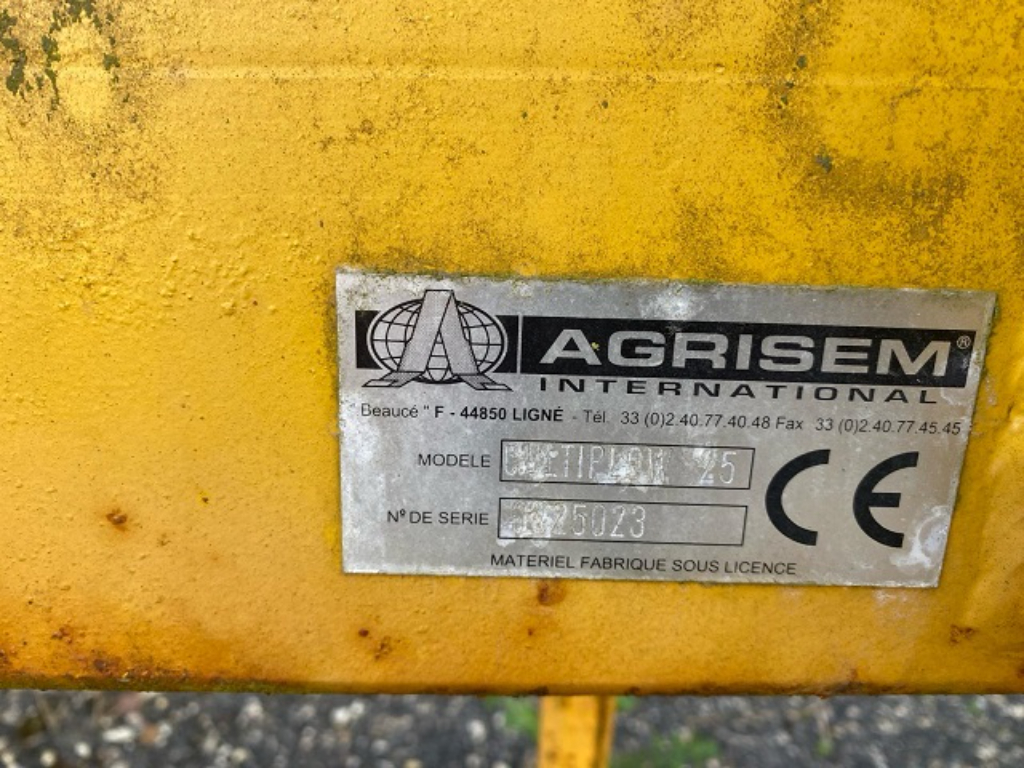 AGRISEM®
INTERNATIONAL
Beaucé " F - 44850 LIGNÉ - Tél. 33 (0)2.40.77.40.48 Fax 33 (0)2.40.77.45.45
MODELE 25
Nº DE SERIE
MATERIEL FABRIQUE SOUS LICENCE
CE